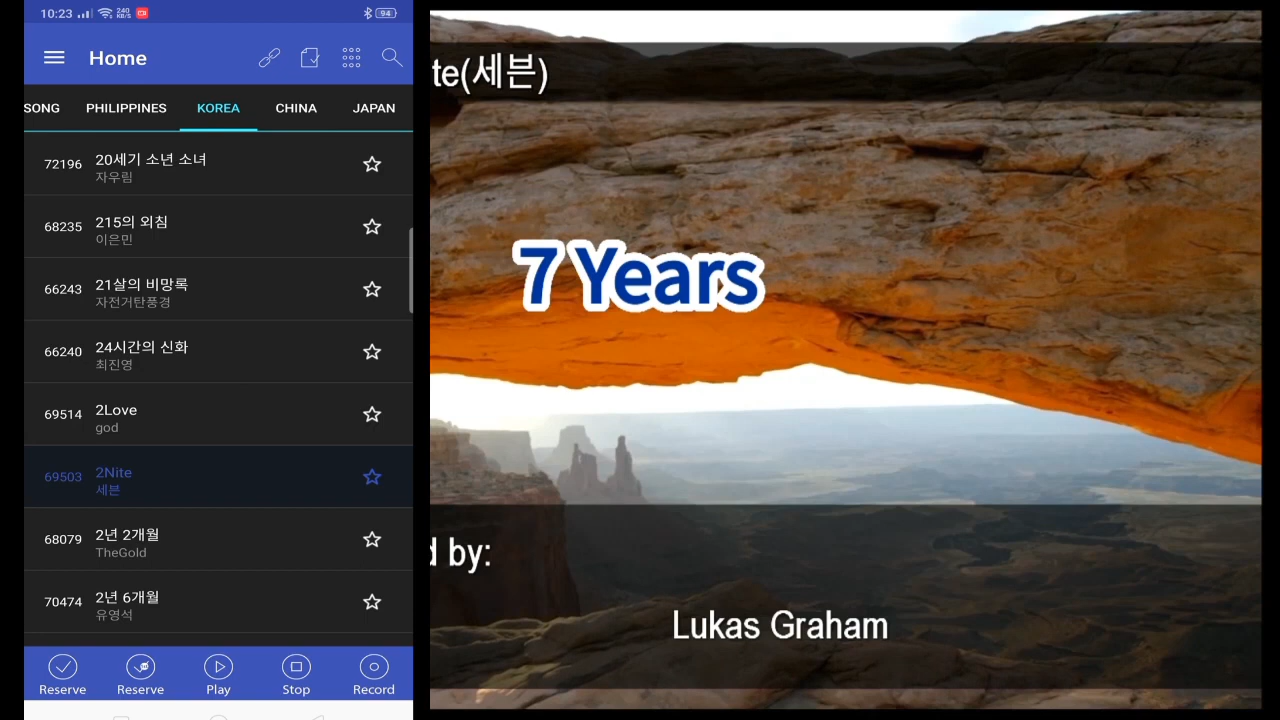 10:23
240
KB/S
94
Home
SONG PHILIPPINES KOREA CHINA JAPAN
72196 20세기 소년 소녀
자우림
68235 215의 외침
이은민
66243 21살의 비망록
자전거탄풍경
66240 24시간의 신화
최진영
69514 2Love
god
69503 2Nite
세븐
68079 2년 2개월
TheGold
70474 2년 6개월
유영석
Reserve Reserve Play Stop Record
te(세븐)
7 Years
d by:
Lukas Graham